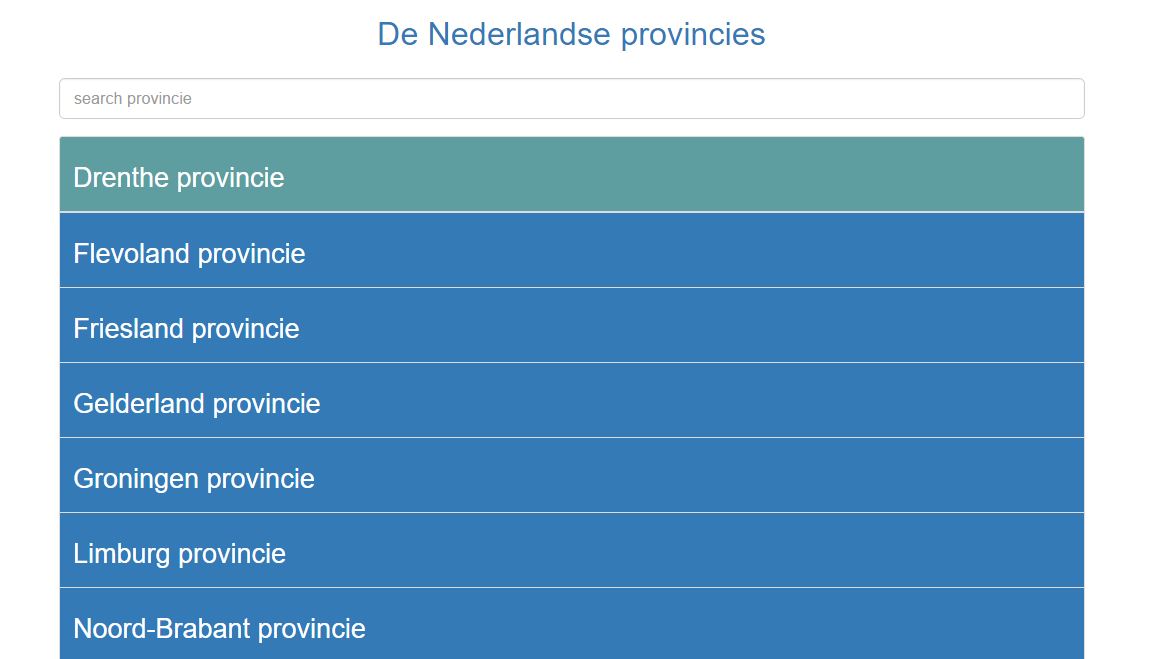 De Nederlandse provincies
search provincie
Drenthe provincie
Flevoland provincie
Friesland provincie
Gelderland provincie
Groningen provincie
Limburg provincie
Noord-Brabant provincie